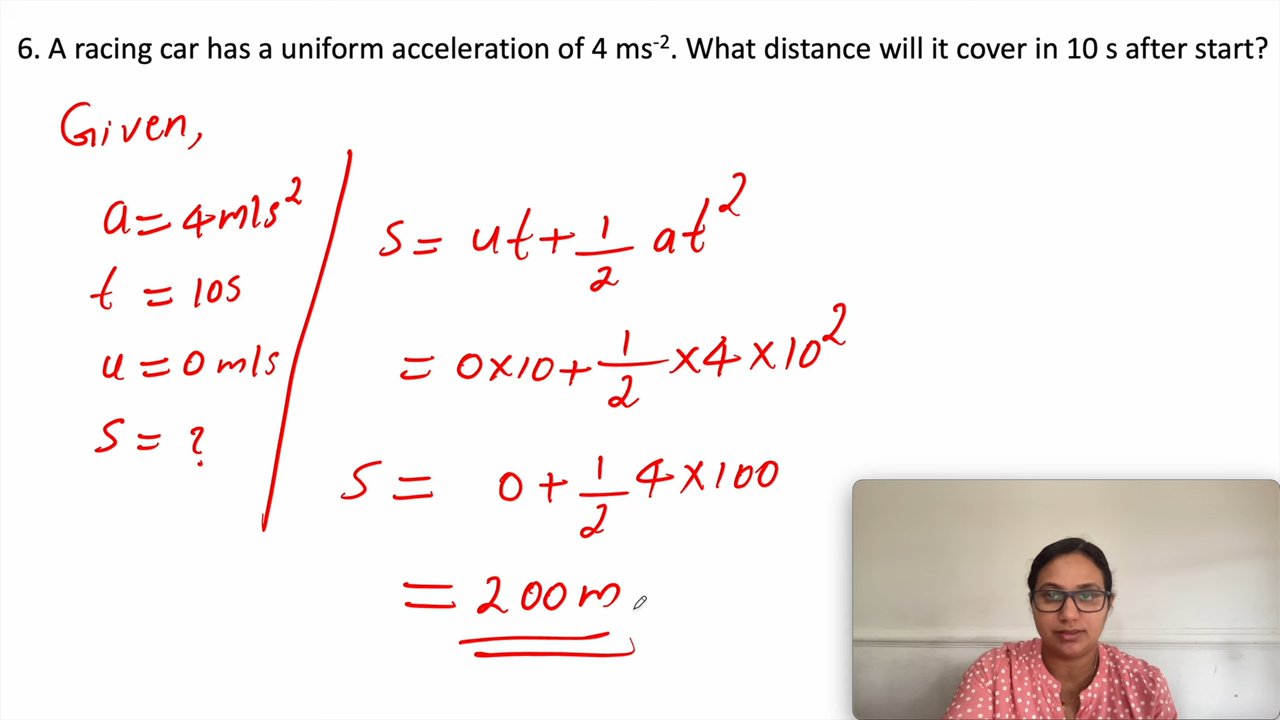 6. A racing car has a uniform acceleration of 4 ms⁻². What distance will it cover in 10 s after start?
Given,
a = 4 m/s²
t = 10s
u = 0 m/s
s = ?
s = ut + 1/2 at²
= 0×10 + 1/2 ×4×10²
s = 0 + 1/2 4×100
= 200m